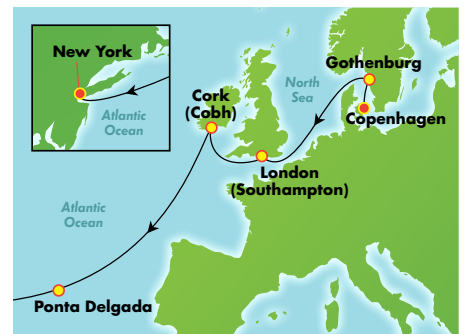 New York
Atlantic
Ocean
North
Sea
Gothenburg
Copenhagen
Cork
(Cobh)
London
(Southampton)
Atlantic
Ocean
Ponta Delgada